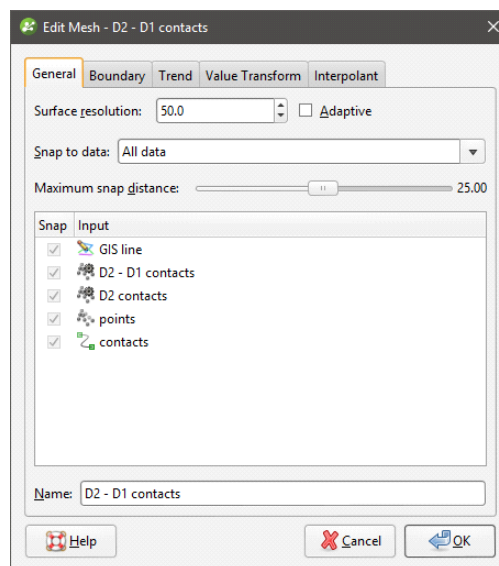 Edit Mesh - D2 - D1 contacts
General Boundary Trend Value Transform Interpolant
Surface resolution: 50.0 Adaptive
Snap to data: All data
Maximum snap distance: 25.00
Snap Input
GIS line
D2 - D1 contacts
D2 contacts
points
contacts
Name: D2 - D1 contacts
Help Cancel OK